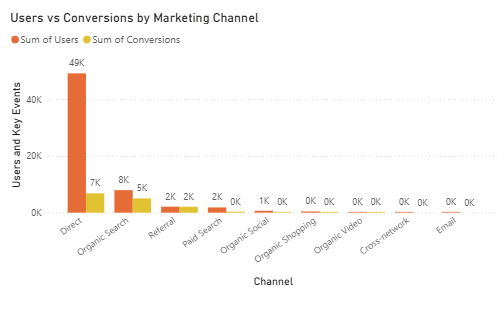 Users vs Conversions by Marketing Channel
Sum of Users Sum of Conversions
Users and Key Events
40K
20K
0K
49K 7K
8K 5K
2K 2K
2K 0K
1K 0K
0K 0K
0K 0K
0K 0K
0K 0K
Direct
Organic Search
Referral
Paid Search
Organic Social
Organic Shopping
Organic Video
Cross-network
Email
Channel